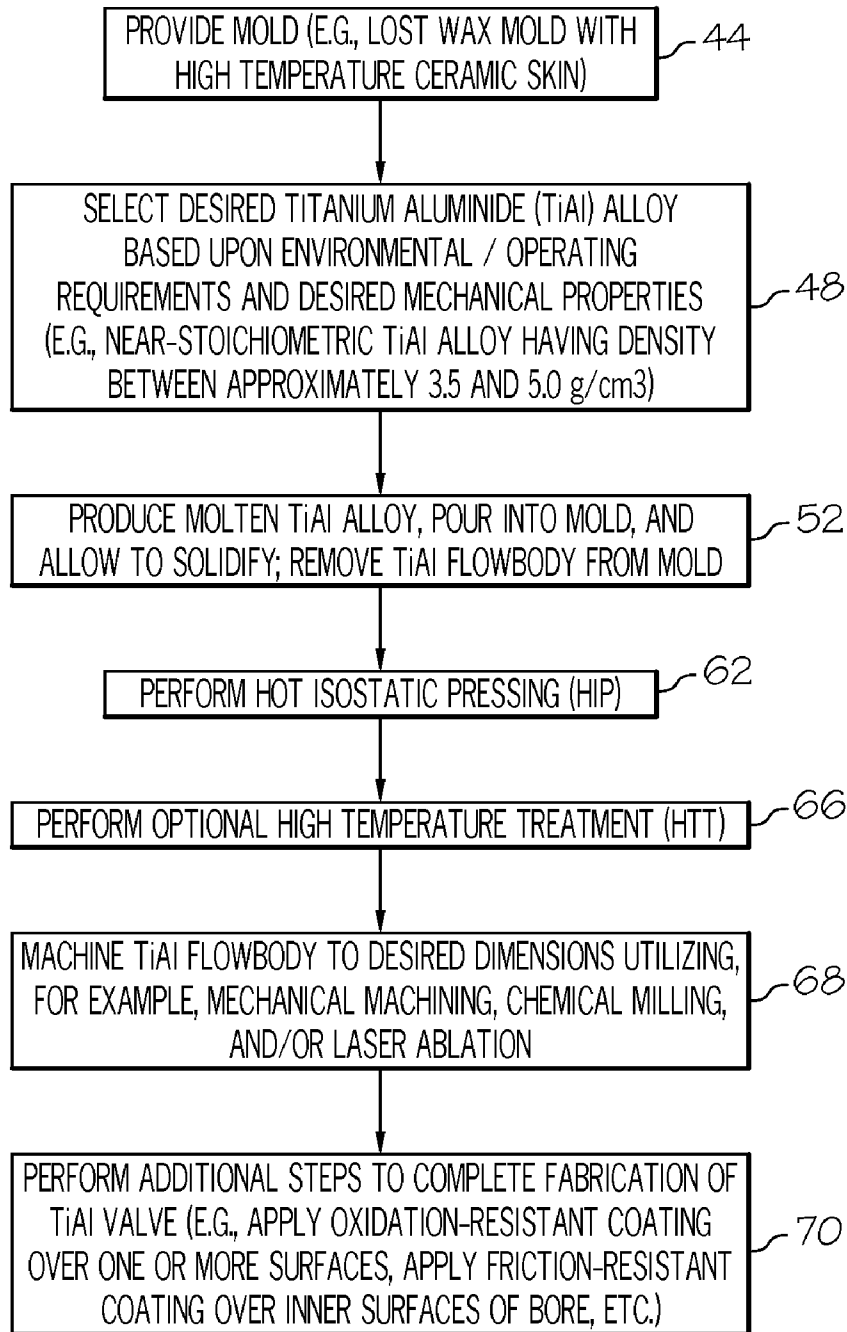 PROVIDE MOLD (E.G., LOST WAX MOLD WITH
HIGH TEMPERATURE CERAMIC SKIN)
44
SELECT DESIRED TITANIUM ALUMINIDE (TiAl) ALLOY
BASED UPON ENVIRONMENTAL / OPERATING
REQUIREMENTS AND DESIRED MECHANICAL PROPERTIES
(E.G., NEAR-STOICHIOMETRIC TiAl ALLOY HAVING DENSITY
BETWEEN APPROXIMATELY 3.5 AND 5.0 g/cm3)
48
PRODUCE MOLTEN TiAl ALLOY, POUR INTO MOLD, AND
ALLOW TO SOLIDIFY; REMOVE TiAl FLOWBODY FROM MOLD
52
PERFORM HOT ISOSTATIC PRESSING (HIP)
62
PERFORM OPTIONAL HIGH TEMPERATURE TREATMENT (HTT)
66
MACHINE TiAl FLOWBODY TO DESIRED DIMENSIONS UTILIZING,
FOR EXAMPLE, MECHANICAL MACHINING, CHEMICAL MILLING,
AND/OR LASER ABLATION
68
PERFORM ADDITIONAL STEPS TO COMPLETE FABRICATION OF
TiAl VALVE (E.G., APPLY OXIDATION-RESISTANT COATING
OVER ONE OR MORE SURFACES, APPLY FRICTION-RESISTANT
COATING OVER INNER SURFACES OF BORE, ETC.)
70